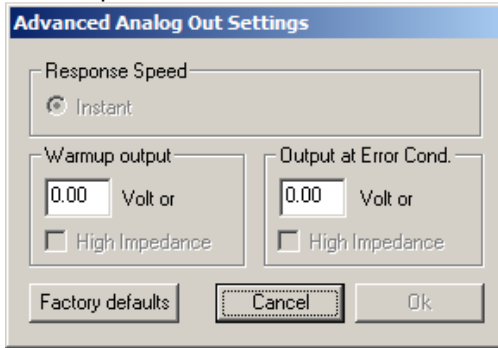 Advanced Analog Out Settings
Response Speed
Instant
Warmup output
0.00 Volt or
High Impedance
Output at Error Cond.
0.00 Volt or
High Impedance
Factory defaults Cancel Ok